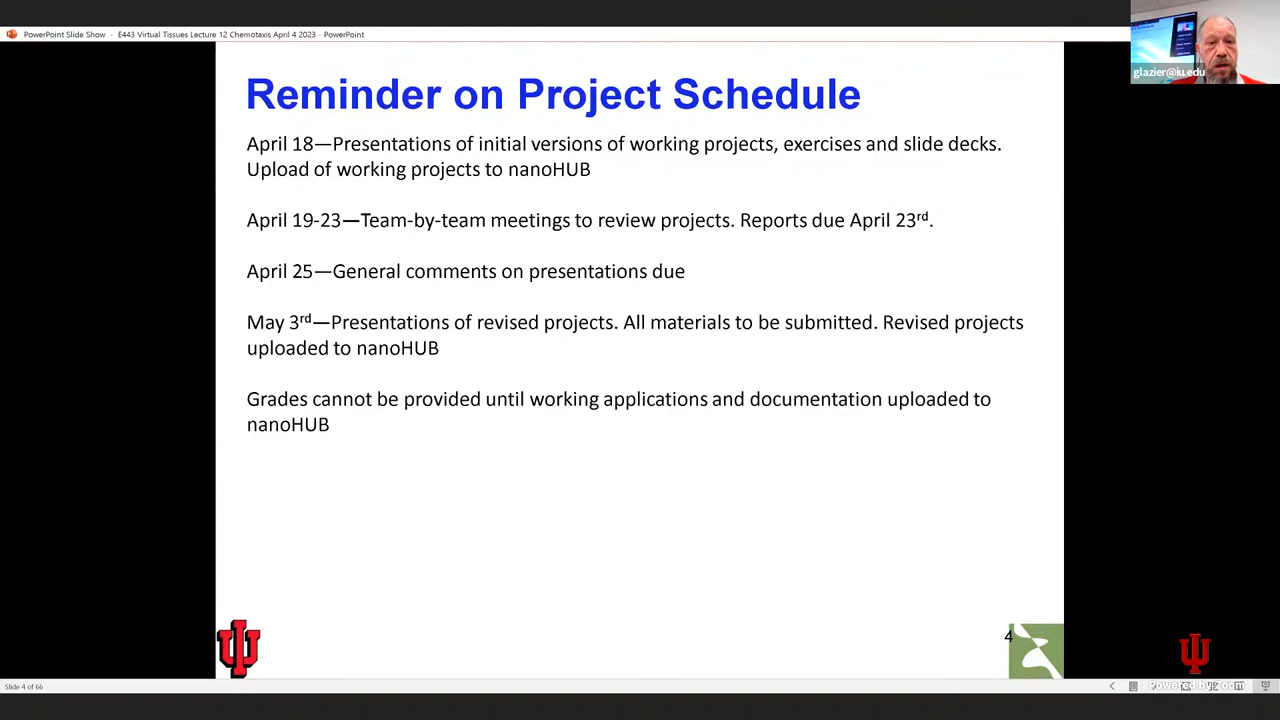 PowerPoint Slide Show - E443 Virtual Tissues Lecture 12 Chemotaxis April 4 2023 - PowerPoint
glazier@iu.edu
Reminder on Project Schedule
April 18—Presentations of initial versions of working projects, exercises and slide decks.
Upload of working projects to nanoHUB
April 19-23—Team-by-team meetings to review projects. Reports due April 23rd.
April 25—General comments on presentations due
May 3rd—Presentations of revised projects. All materials to be submitted. Revised projects
uploaded to nanoHUB
Grades cannot be provided until working applications and documentation uploaded to
nanoHUB
4
Slide 4 of 66
Powered by Zoom